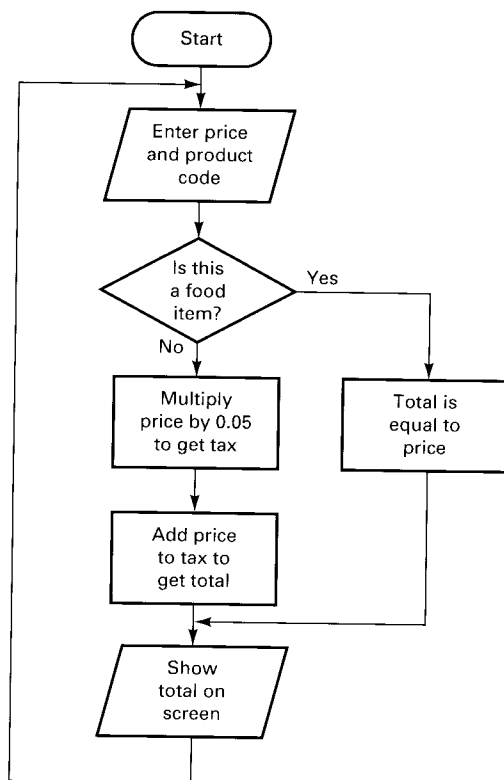 Start
Enter price
and product
code
Is this
a food
item?
Yes
No
Multiply
price by 0.05
to get tax
Total is
equal to
price
Add price
to tax to
get total
Show
total on
screen